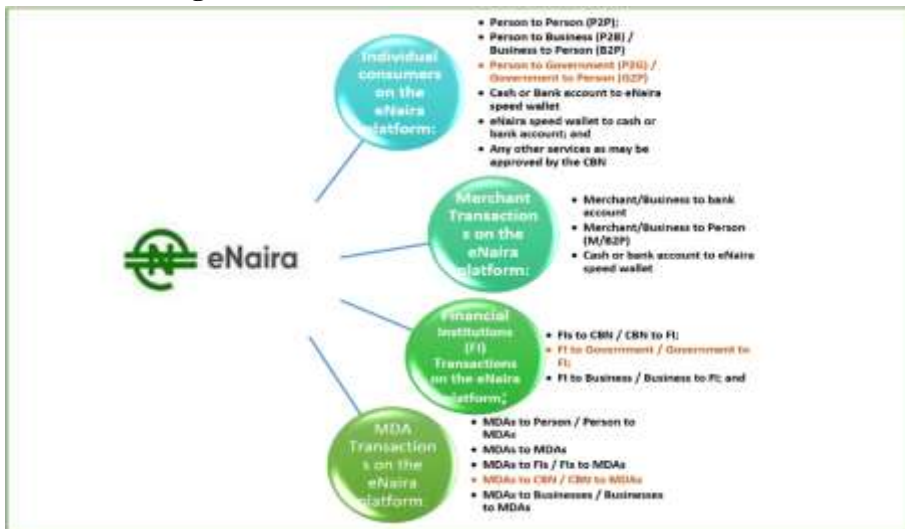 Individual
consumers
on the
eNaira
platform:
• Person to Person (P2P);
• Person to Business (P2B) /
Business to Person (B2P)
• Person to Government (P2G) /
Government to Person (G2P)
• Cash or Bank account to eNaira
speed wallet
• eNaira speed wallet to cash or
bank account; and
• Any other services as may be
approved by the CBN
eNaira
Merchant
Transaction
s on the
eNaira
platform:
• Merchant/Business to bank
account
• Merchant/Business to Person
(M/B2P)
• Cash or bank account to eNaira
speed wallet
Financial
Institutions
(FI)
Transactions
on the eNaira
platform:
• FIs to CBN / CBN to FI;
• FI to Government / Government to
FI;
• FI to Business / Business to FI; and
MDA
Transaction
s on the
eNaira
platform
• MDAs to Person / Person to
MDAs
• MDAs to MDAs
• MDAs to FIs / FIs to MDAs
• MDAs to CBN / CBN to MDAs
• MDAs to Businesses / Businesses
to MDAs